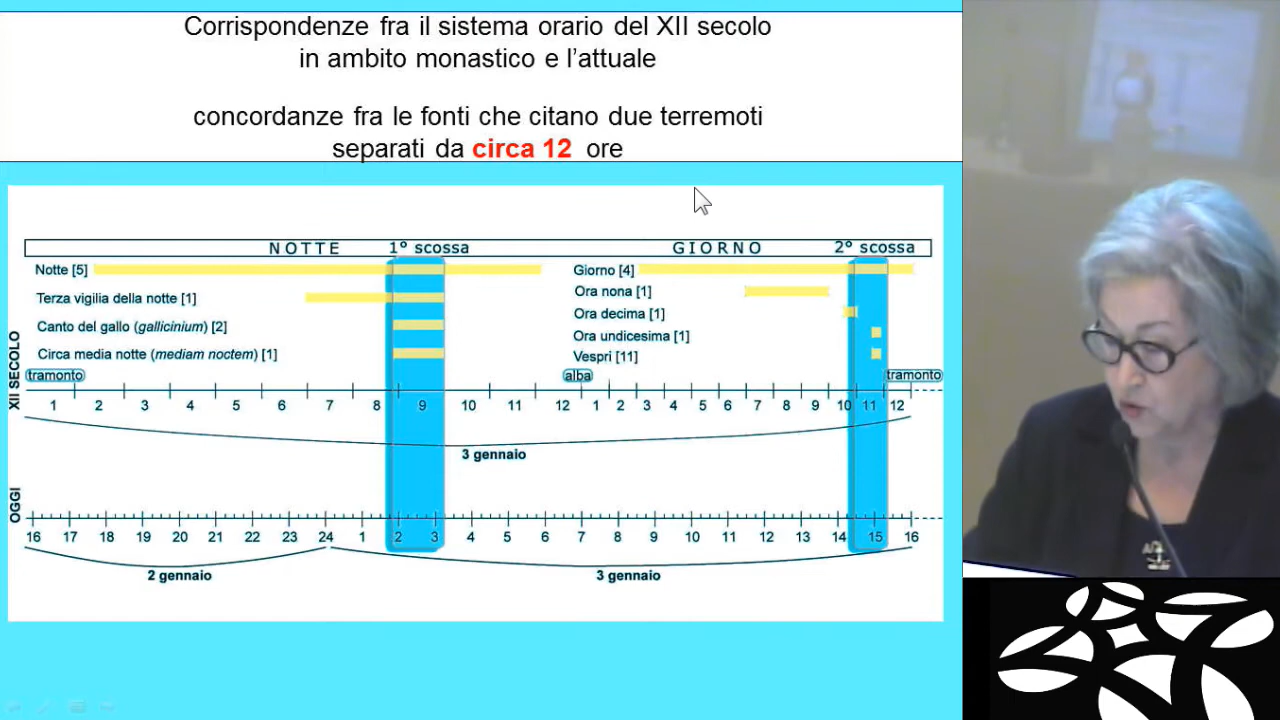 Corrispondenze fra il sistema orario del XII secolo
in ambito monastico e l'attuale
concordanze fra le fonti che citano due terremoti
separati da circa 12 ore
NOTTE 1° scossa GIORNO 2° scossa
Notte [5] Giorno [4]
Terza vigilia della notte [1] Ora nona [1]
Ora decima [1]
Canto del gallo (gallicinium) [2]
Ora undicesima [1]
Circa media notte (mediam noctem) [1] Vespri [11]
XII SECOLO
tramonto alba tramonto
1 2 3 4 5 6 7 8 9 10 11 12 1 2 3 4 5 6 7 8 9 10 11 12
3 gennaio
OGGI
16 17 18 19 20 21 22 23 24 1 2 3 4 5 6 7 8 9 10 11 12 13 14 15 16
2 gennaio 3 gennaio